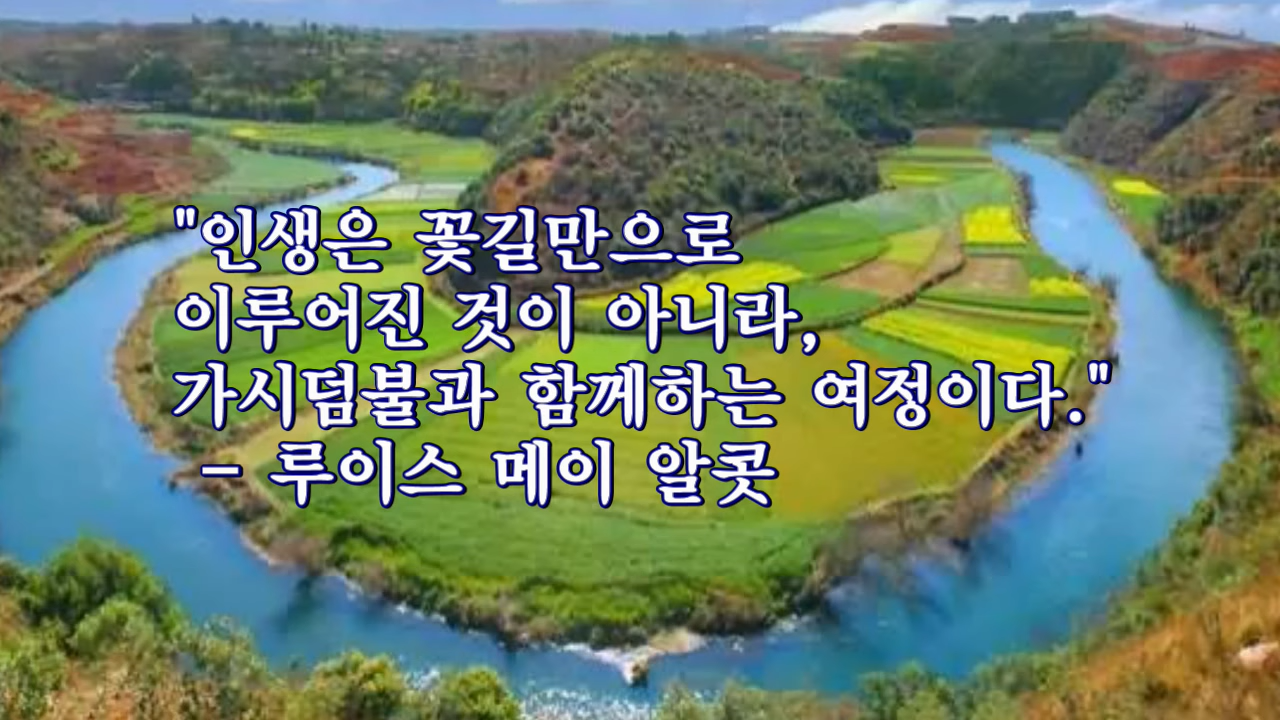 "인생은 꽃길만으로
이루어진 것이 아니라,
가시덤불과 함께하는 여정이다."
- 루이스 메이 알콧